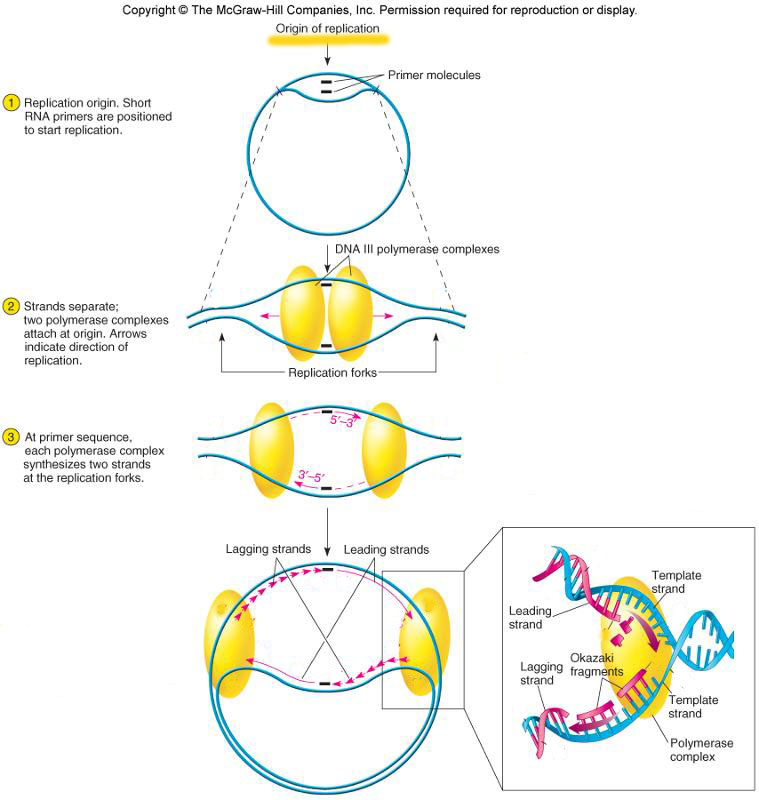 Copyright © The McGraw-Hill Companies, Inc. Permission required for reproduction or display.
Origin of replication
Primer molecules
1 Replication origin. Short
RNA primers are positioned
to start replication.
DNA III polymerase complexes
2 Strands separate;
two polymerase complexes
attach at origin. Arrows
indicate direction of
replication.
Replication forks
5′–3′
3 At primer sequence,
each polymerase complex
synthesizes two strands
at the replication forks.
3′–5′
Lagging strands
Leading strands
Template
strand
Leading
strand
Okazaki
fragments
Lagging
strand
Template
strand
Polymerase
complex